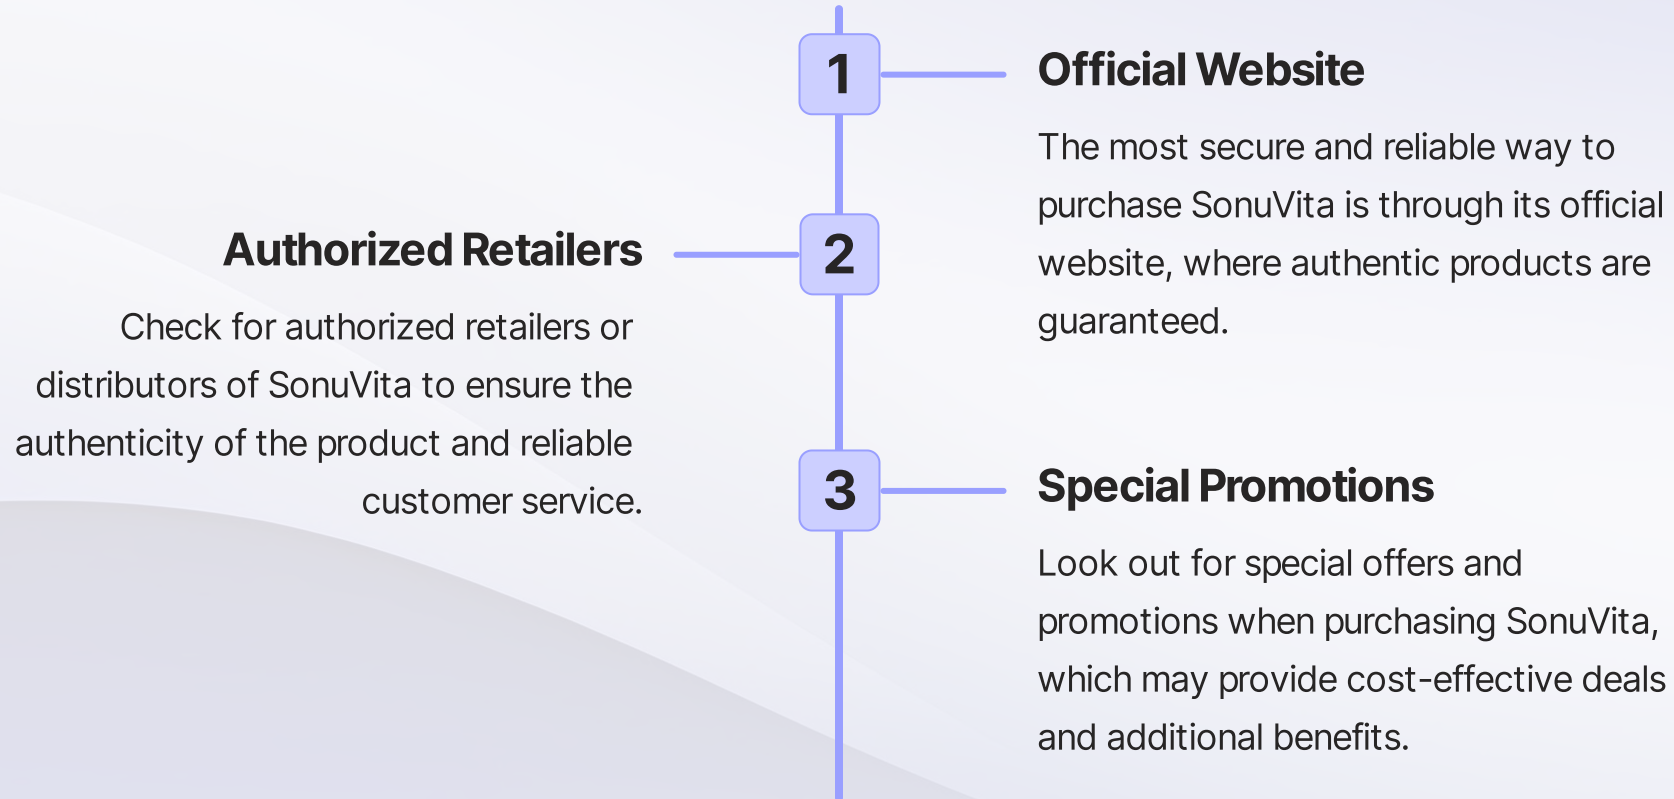 1
Official Website
The most secure and reliable way to
purchase SonuVita is through its official
website, where authentic products are
guaranteed.
2
Authorized Retailers
Check for authorized retailers or
distributors of SonuVita to ensure the
authenticity of the product and reliable
customer service.
3
Special Promotions
Look out for special offers and
promotions when purchasing SonuVita,
which may provide cost-effective deals
and additional benefits.